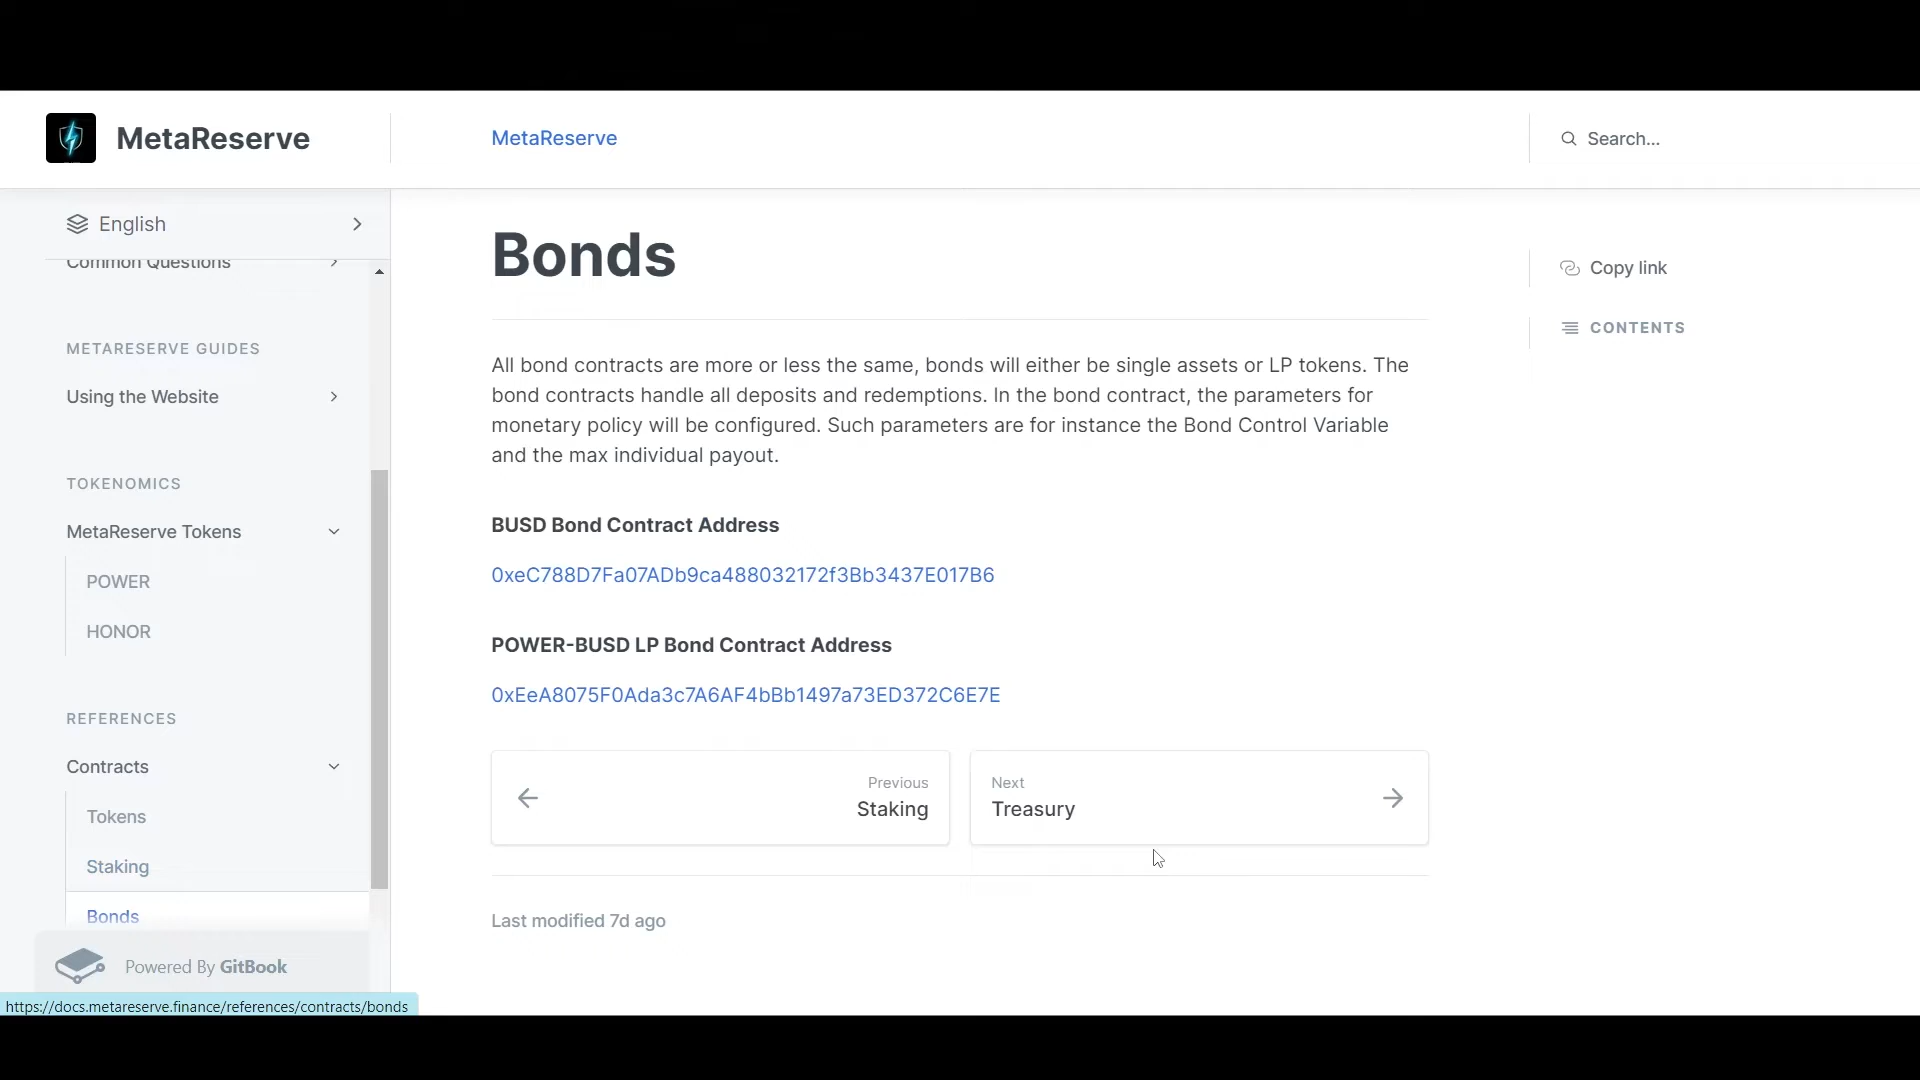 MetaReserve
MetaReserve
Search...
English
Common Questions
METARESERVE GUIDES
Using the Website
TOKENOMICS
MetaReserve Tokens
POWER
HONOR
REFERENCES
Contracts
Tokens
Staking
Bonds
Powered By GitBook
https://docs.metareserve.finance/references/contracts/bonds
Bonds
All bond contracts are more or less the same, bonds will either be single assets or LP tokens. The
bond contracts handle all deposits and redemptions. In the bond contract, the parameters for
monetary policy will be configured. Such parameters are for instance the Bond Control Variable
and the max individual payout.
BUSD Bond Contract Address
0xeC788D7Fa07ADb9ca488032172f3Bb3437E017B6
POWER-BUSD LP Bond Contract Address
0xEeA8075F0Ada3c7A6AF4bBb1497a73ED372C6E7E
Previous
Staking
Next
Treasury
Last modified 7d ago
Copy link
CONTENTS